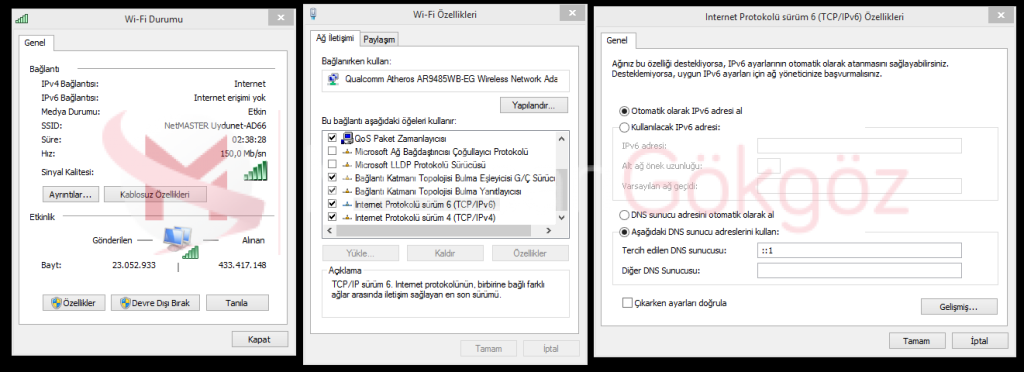 Wi-Fi Durumu
Genel
Bağlantı
IPv4 Bağlantısı: Internet
IPv6 Bağlantısı: Internet erişimi yok
Medya Durumu: Etkin
SSID: NetMASTER Uydunet-AD66
Süre: 02:38:28
Hız: 150,0 Mb/sn
Sinyal Kalitesi:
Ayrıntılar...
Kablosuz Özellikleri
Etkinlik
Gönderilen
Alınan
Bayt: 23.052.933 | 433.417.148
Özellikler
Devre Dışı Bırak
Tanıla
Kapat
Wi-Fi Özellikleri
Ağ İletişimi
Paylaşım
Bağlanırken kullan:
Qualcomm Atheros AR9485WB-EG Wireless Network Ada
Yapılandır...
Bu bağlantı aşağıdaki öğeleri kullanır:
QoS Paket Zamanlayıcısı
Microsoft Ağ Bağdaştırıcısı Çoğullayıcı Protokolü
Microsoft LLDP Protokolü Sürücüsü
Bağlantı Katmanı Topolojisi Bulma Eşleyicisi G/Ç Sürücü
Bağlantı Katmanı Topolojisi Bulma Yanıtlayıcısı
Internet Protokolü sürüm 6 (TCP/IPv6)
Internet Protokolü sürüm 4 (TCP/IPv4)
Yükle...
Kaldır
Özellikler
Açıklama
TCP/IP sürüm 6. Internet protokolünün, birbirine bağlı farklı
ağlar arasında iletişim sağlayan en son sürümü.
Tamam
İptal
Internet Protokolü sürüm 6 (TCP/IPv6) Özellikleri
Genel
Ağınız bu özelliği destekliyorsa, IPv6 ayarlarının otomatik olarak atanmasını sağlayabilirsiniz.
Desteklemiyorsa, uygun IPv6 ayarları için ağ yöneticinize başvurmalısınız.
Otomatik olarak IPv6 adresi al
Kullanılacak IPv6 adresi:
IPv6 adresi:
Alt ağ önek uzunluğu:
Varsayılan ağ geçidi:
DNS sunucu adresini otomatik olarak al
Aşağıdaki DNS sunucu adreslerini kullan:
Tercih edilen DNS sunucusu: ::1
Diğer DNS Sunucusu:
Çıkarken ayarları doğrula
Gelişmiş...
Tamam
İptal
Gökgöz